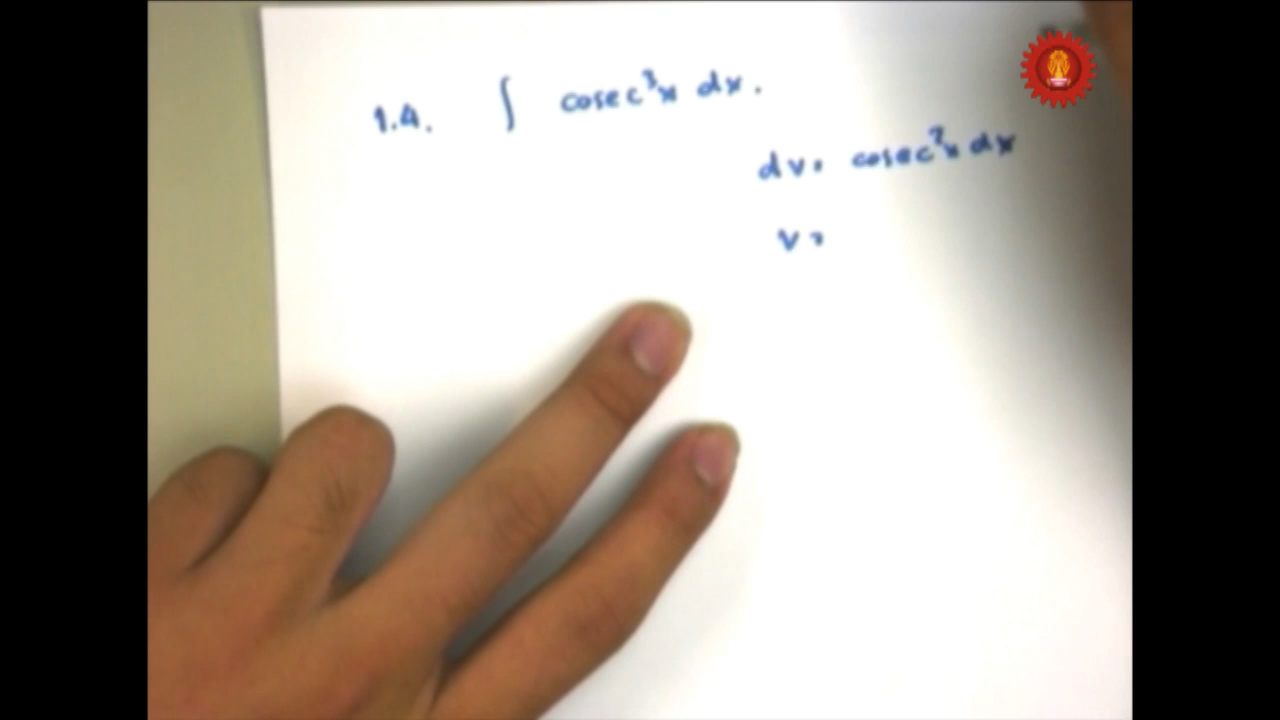 1.4. ∫ cosec³x dx.
dv = cosec²x dx
v =